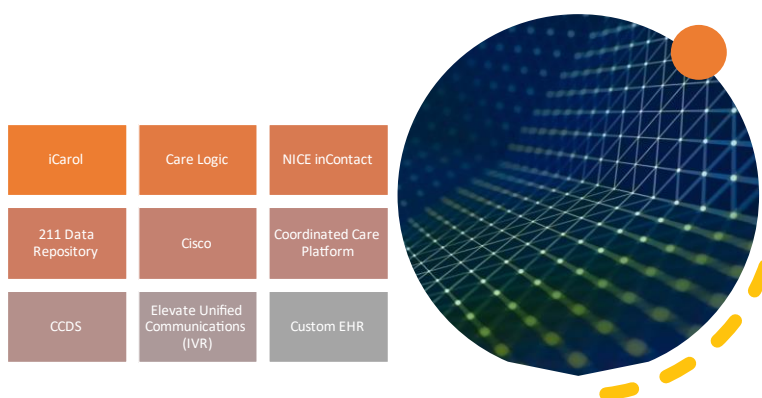 iCarol
Care Logic
NICE inContact
211 Data
Repository
Cisco
Coordinated Care
Platform
CCDS
Elevate Unified
Communications
(IVR)
Custom EHR